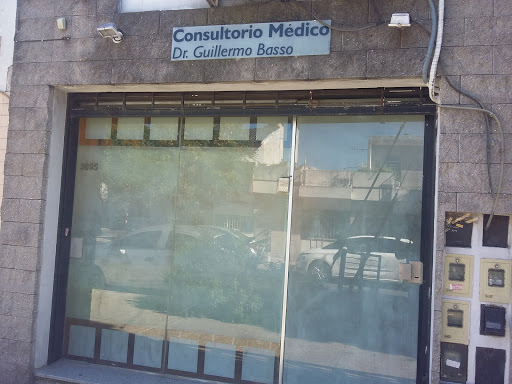 Consultorio Médico
Dr. Guillermo Basso